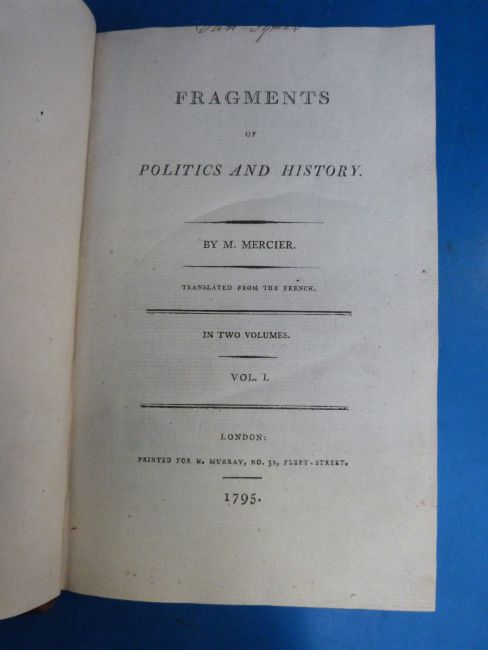 FRAGMENTS
OF
POLITICS AND HISTORY.
BY M. MERCIER.
TRANSLATED FROM THE FRENCH.
IN TWO VOLUMES.
VOL. I.
LONDON:
PRINTED FOR H. MURRAY, NO. 32, FLEET-STREET.
1795.